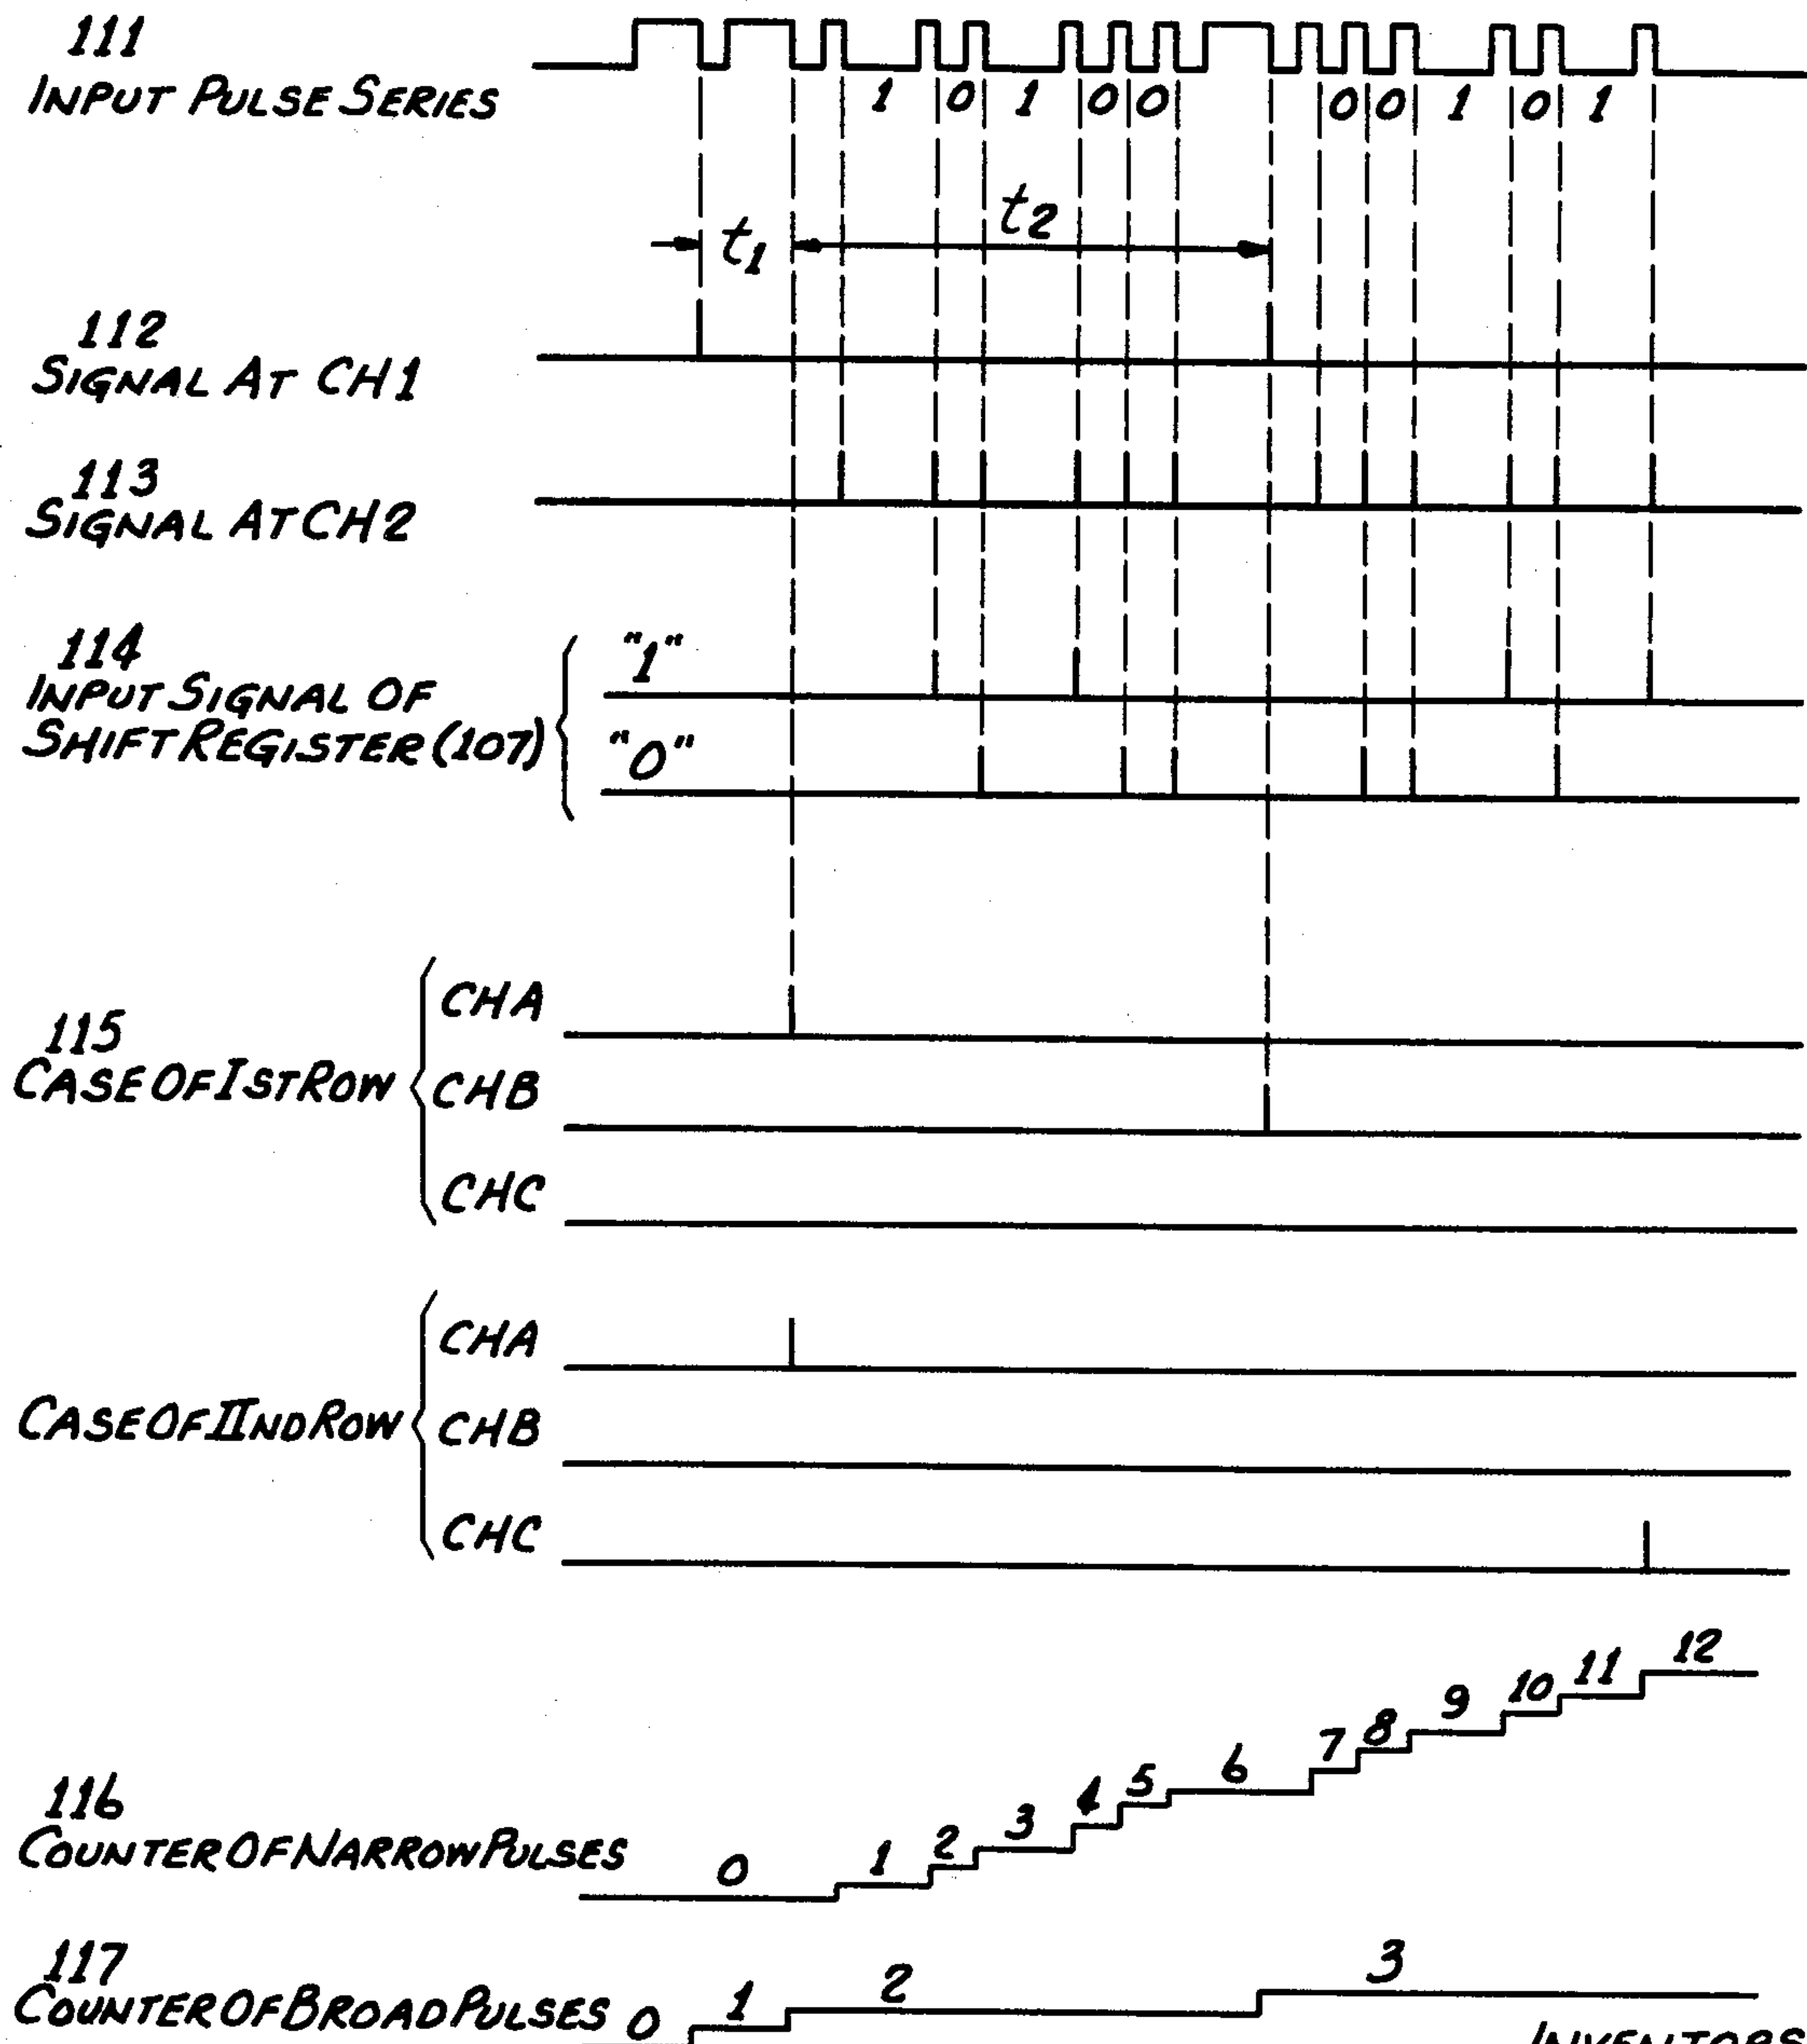 111
INPUT PULSE SERIES
1 0 1 0 0 0 0 1 0 1
t1 t2
112
SIGNAL AT CH1
113
SIGNAL AT CH2
114
INPUT SIGNAL OF
SHIFT REGISTER (107)
"1"
"0"
115
CASE OF IST ROW
CHA
CHB
CHC
CASE OF IIND ROW
CHA
CHB
CHC
116
COUNTER OF NARROW PULSES
0 1 2 3 4 5 6 7 8 9 10 11 12
117
COUNTER OF BROAD PULSES
0 1 2 3
INVENTORS